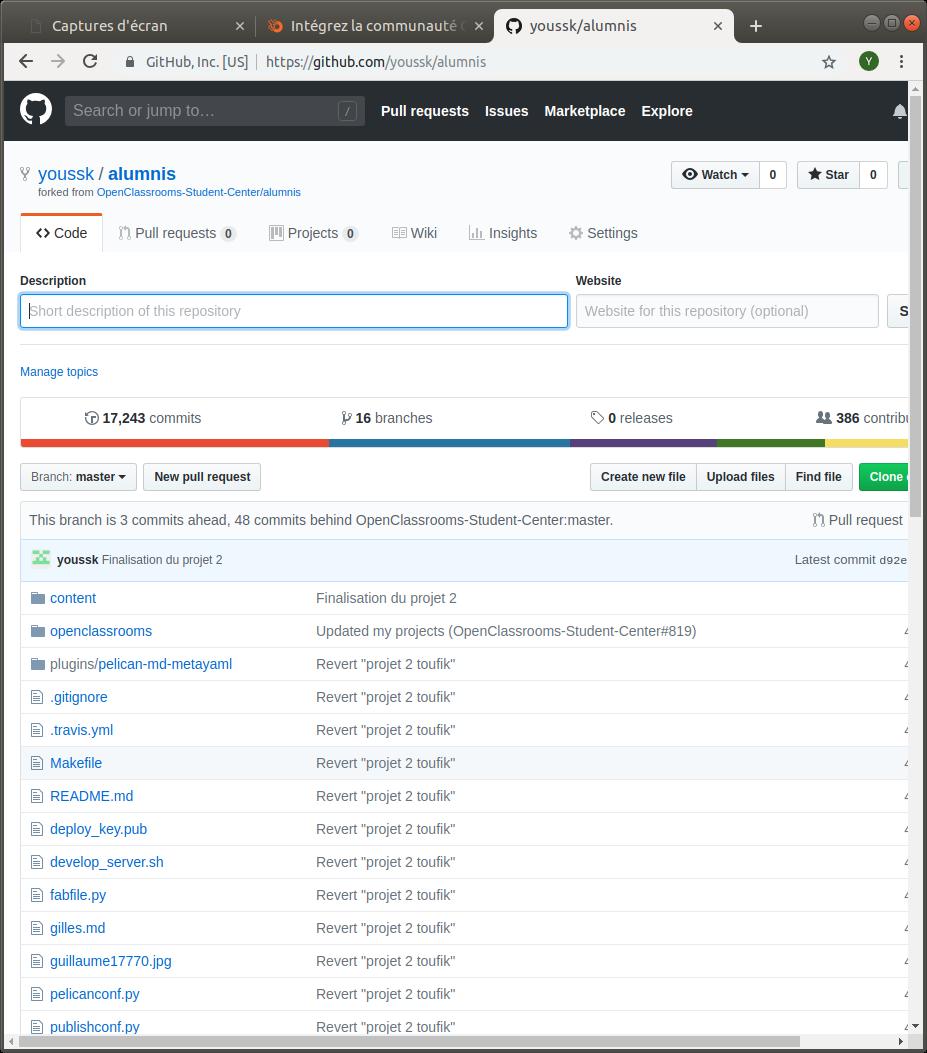 Captures d'écran
Intégrez la communauté
youssk/alumnis
GitHub, Inc. [US] https://github.com/youssk/alumnis
Y
Search or jump to… /
Pull requests Issues Marketplace Explore
youssk / alumnis
Watch 0 Star 0
forked from OpenClassrooms-Student-Center/alumnis
Code Pull requests 0 Projects 0 Wiki Insights Settings
Description Website
Short description of this repository Website for this repository (optional) S
Manage topics
17,243 commits 16 branches 0 releases 386 contribu
Branch: master New pull request Create new file Upload files Find file Clone
This branch is 3 commits ahead, 48 commits behind OpenClassrooms-Student-Center:master. Pull request
youssk Finalisation du projet 2 Latest commit d92e
content Finalisation du projet 2
openclassrooms Updated my projects (OpenClassrooms-Student-Center#819)
plugins/pelican-md-metayaml Revert "projet 2 toufik"
.gitignore Revert "projet 2 toufik"
.travis.yml Revert "projet 2 toufik"
Makefile Revert "projet 2 toufik"
README.md Revert "projet 2 toufik"
deploy_key.pub Revert "projet 2 toufik"
develop_server.sh Revert "projet 2 toufik"
fabfile.py Revert "projet 2 toufik"
gilles.md Revert "projet 2 toufik"
guillaume17770.jpg Revert "projet 2 toufik"
pelicanconf.py Revert "projet 2 toufik"
publishconf.py Revert "projet 2 toufik"